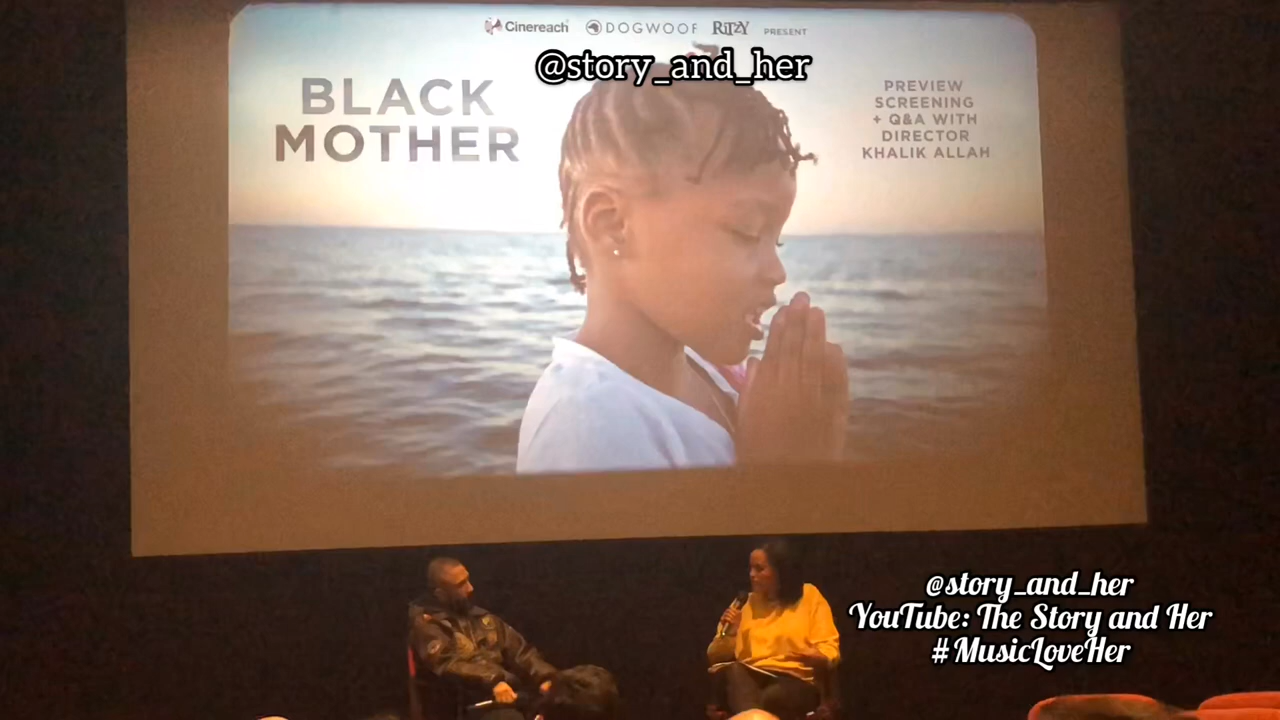 Cinereach DOGWOOF RiTZY PRESENT
@story_and_her
BLACK
MOTHER
PREVIEW
SCREENING
+ Q&A WITH
DIRECTOR
KHALIK ALLAH
@story_and_her
YouTube: The Story and Her
#MusicLoveHer